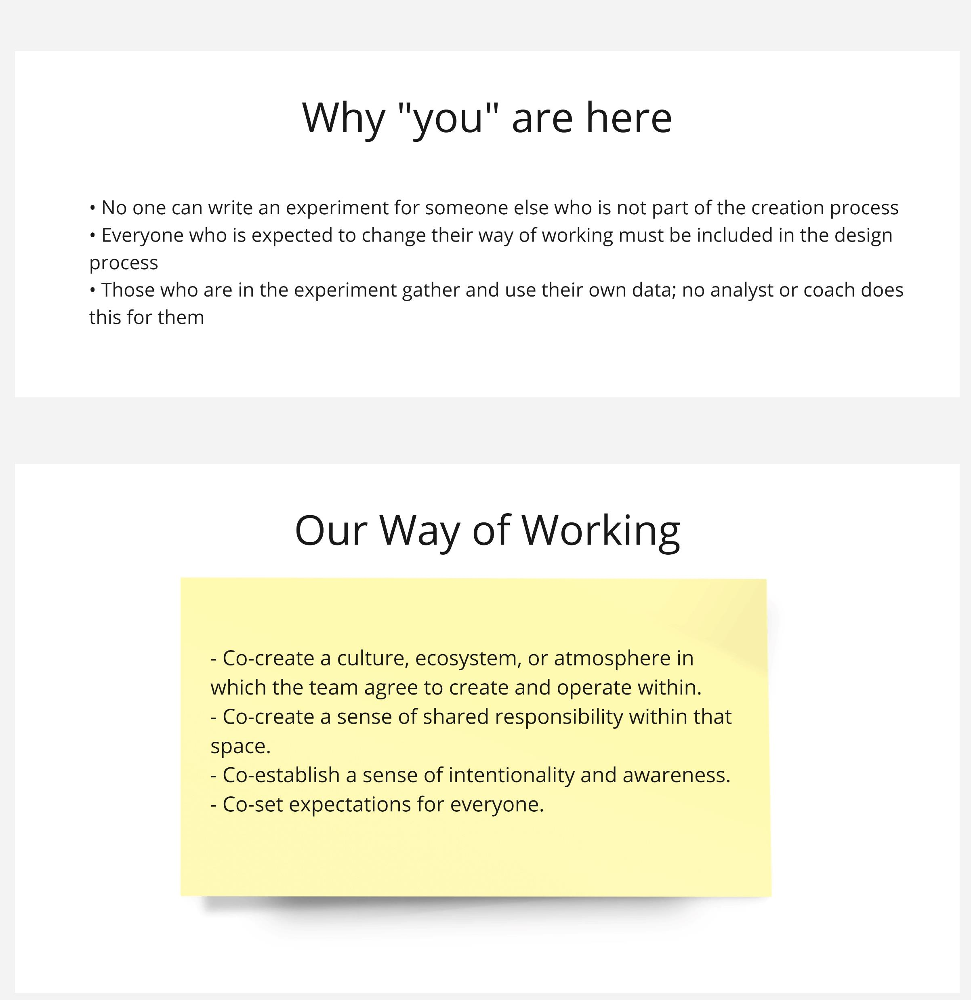 Why "you" are here
• No one can write an experiment for someone else who is not part of the creation process
• Everyone who is expected to change their way of working must be included in the design
process
• Those who are in the experiment gather and use their own data; no analyst or coach does
this for them
Our Way of Working
- Co-create a culture, ecosystem, or atmosphere in
which the team agree to create and operate within.
- Co-create a sense of shared responsibility within that
space.
- Co-establish a sense of intentionality and awareness.
- Co-set expectations for everyone.